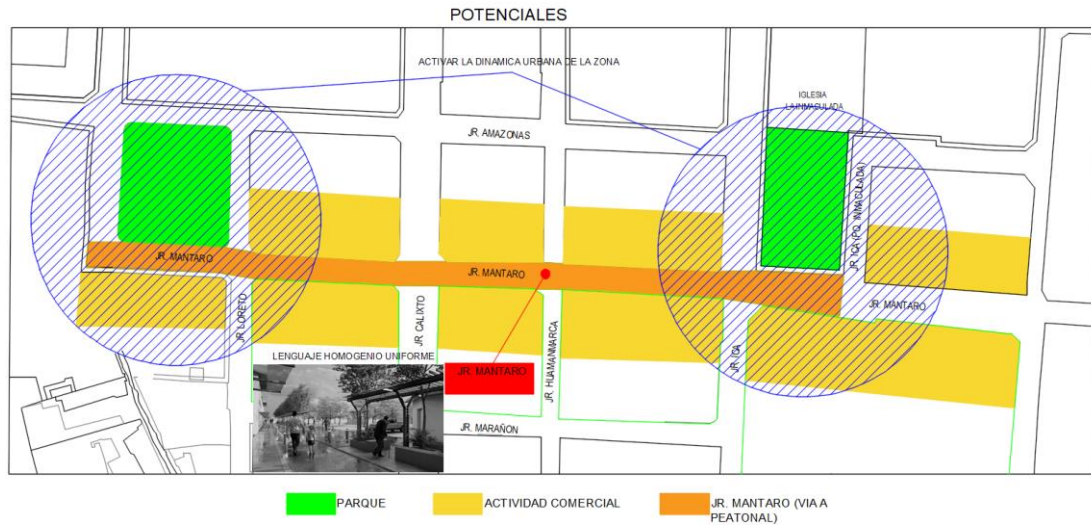 POTENCIALES
ACTIVAR LA DINAMICA URBANA DE LA ZONA
IGLESIA
LA INMACULADA
JR. AMAZONAS
JR. ICA (PQ. INMACULADA)
JR. MANTARO
JR. MANTARO
JR. MANTARO
JR. LORETO
JR. CALIXTO
JR. HUAMANMARCA
JR. ICA
LENGUAJE HOMOGENIO UNIFORME
JR. MANTARO
JR. MARAÑON
PARQUE
ACTIVIDAD COMERCIAL
JR. MANTARO (VIA A
PEATONAL)